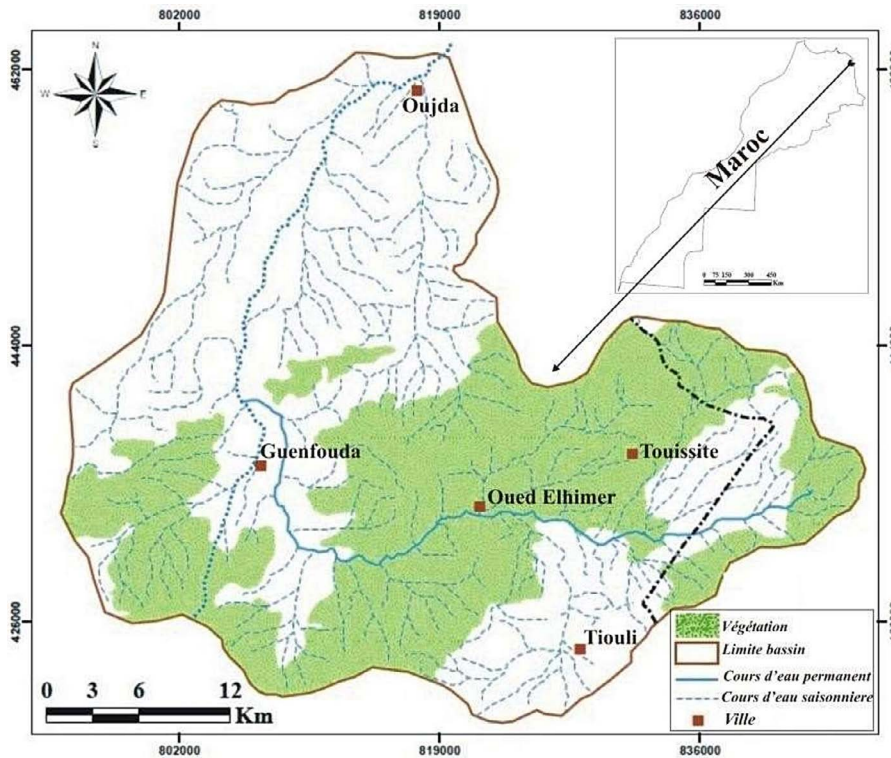 802000 819000 836000
462000
N
W E
S
Oujda
Maroc
0 75 150 300 450
Km
444000
Guenfouda
Touissite
Oued Elhimer
426000
Tiouli
Végétation
Limite bassin
Cours d'eau permanent
Cours d'eau saisonniere
Ville
0 3 6 12
Km
802000 819000 836000